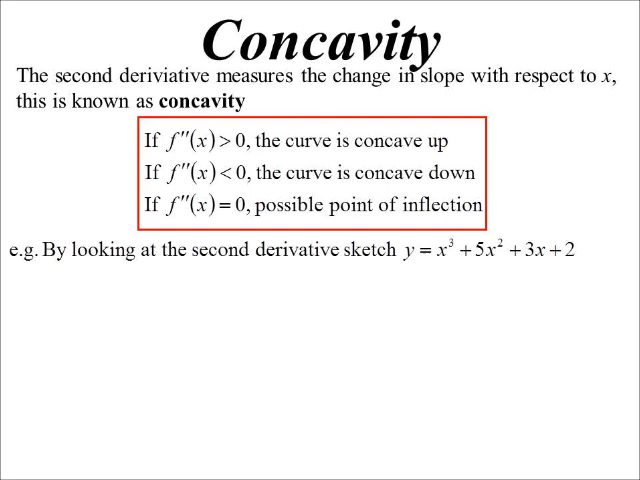 Concavity
The second deriviative measures the change in slope with respect to x,
this is known as concavity
If f″(x) > 0, the curve is concave up
If f″(x) < 0, the curve is concave down
If f″(x) = 0, possible point of inflection
e.g. By looking at the second derivative sketch y = x³ + 5x² + 3x + 2